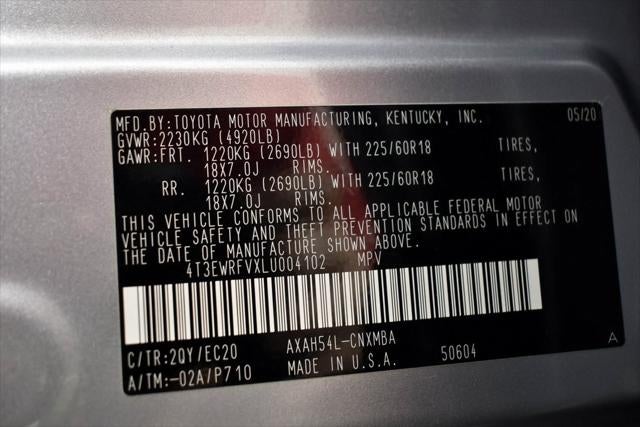 MFD.BY:TOYOTA MOTOR MANUFACTURING, KENTUCKY, INC. 05/20
GVWR:2230KG (4920LB)
GAWR:FRT. 1220KG (2690LB) WITH 225/60R18 TIRES,
18X7.0J RIMS.
RR. 1220KG (2690LB) WITH 225/60R18 TIRES,
18X7.0J RIMS.
THIS VEHICLE CONFORMS TO ALL APPLICABLE FEDERAL MOTOR
VEHICLE SAFETY AND THEFT PREVENTION STANDARDS IN EFFECT ON
THE DATE OF MANUFACTURE SHOWN ABOVE.
4T3EWRFVXLU004102 MPV
C/TR:2QY/EC20 AXAH54L-CNXMBA
A/TM:-02A/P710 MADE IN U.S.A. 50604 A